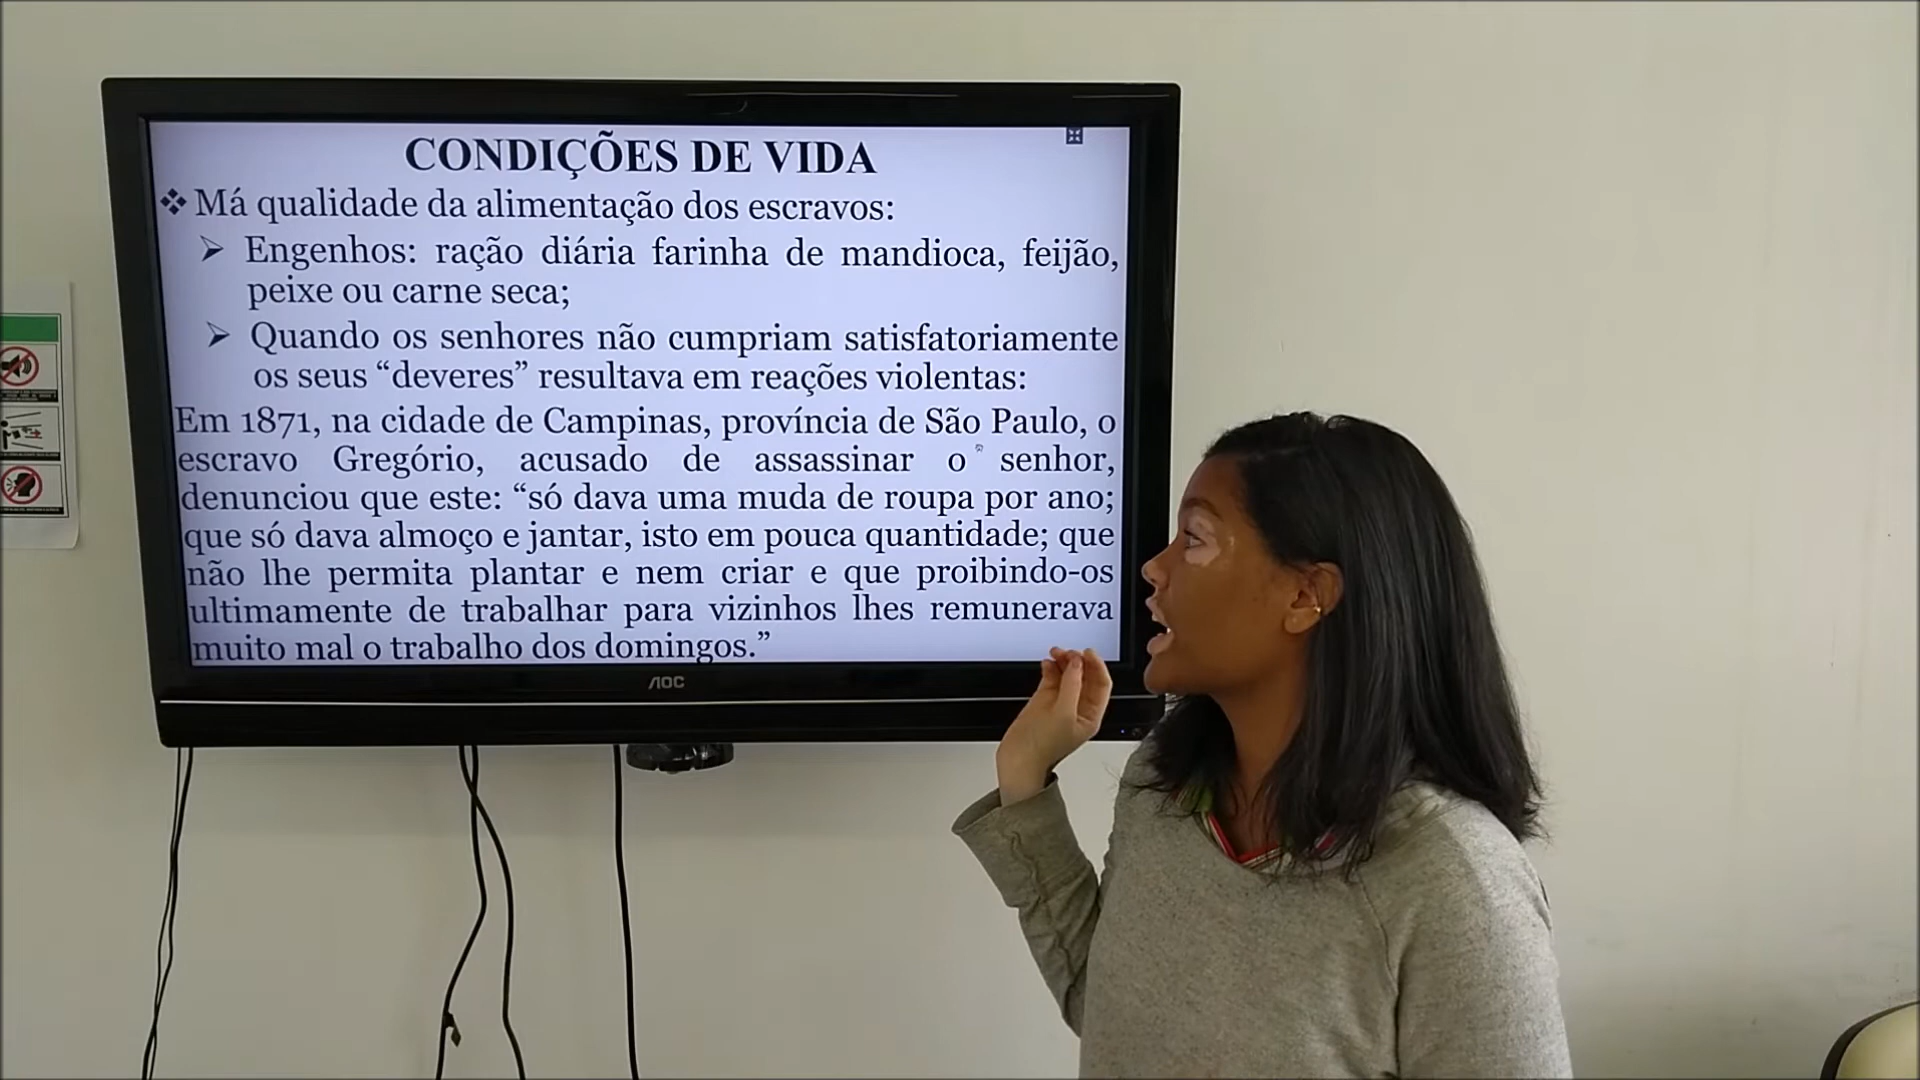 CONDIÇÕES DE VIDA
❖ Má qualidade da alimentação dos escravos:
➢ Engenhos: ração diária farinha de mandioca, feijão,
peixe ou carne seca;
➢ Quando os senhores não cumpriam satisfatoriamente
os seus “deveres” resultava em reações violentas:
Em 1871, na cidade de Campinas, província de São Paulo, o
escravo Gregório, acusado de assassinar o senhor,
denunciou que este: “só dava uma muda de roupa por ano;
que só dava almoço e jantar, isto em pouca quantidade; que
não lhe permita plantar e nem criar e que proibindo-os
ultimamente de trabalhar para vizinhos lhes remunerava
muito mal o trabalho dos domingos.”
AOC